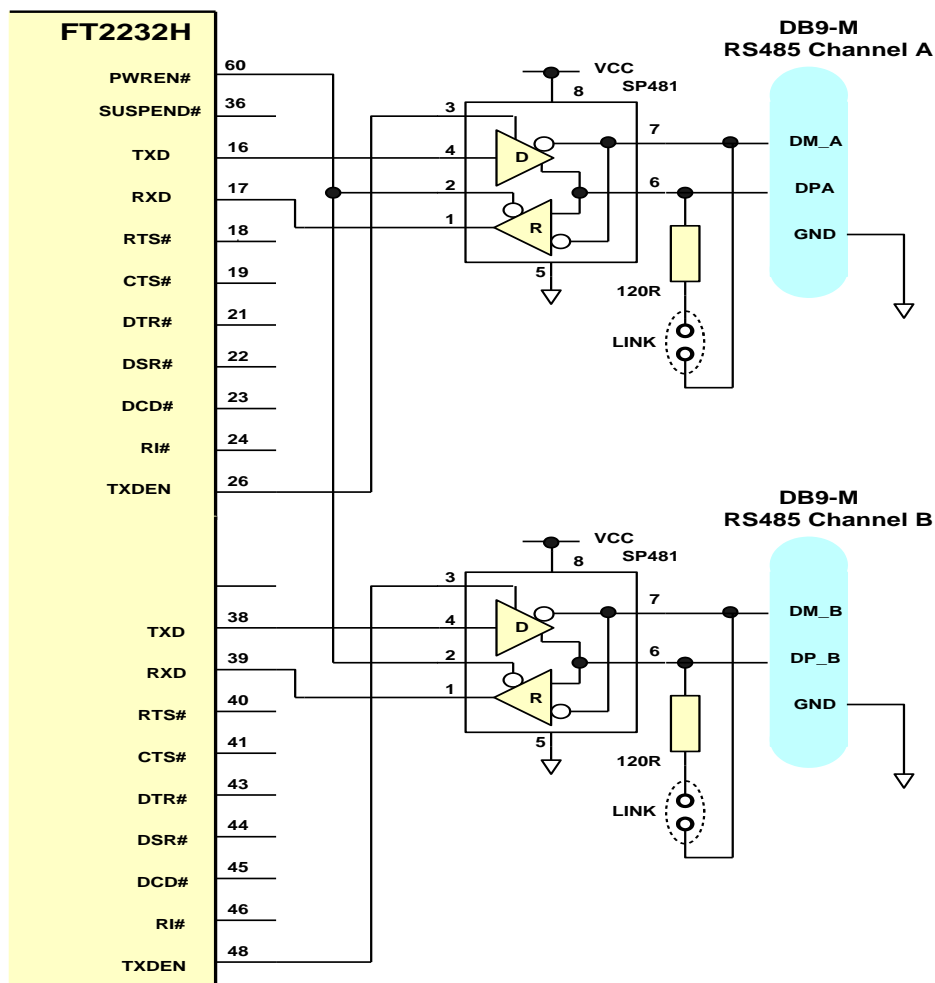 FT2232H
PWREN#
60
SUSPEND#
36
TXD
16
RXD
17
RTS#
18
CTS#
19
DTR#
21
DSR#
22
DCD#
23
RI#
24
TXDEN
26
TXD
38
RXD
39
RTS#
40
CTS#
41
DTR#
43
DSR#
44
DCD#
45
RI#
46
TXDEN
48
VCC
SP481
8
3
4
2
1
D
R
7
6
5
120R
LINK
DB9-M
RS485 Channel A
DM_A
DPA
GND
VCC
SP481
8
3
4
2
1
D
R
7
6
5
120R
LINK
DB9-M
RS485 Channel B
DM_B
DP_B
GND